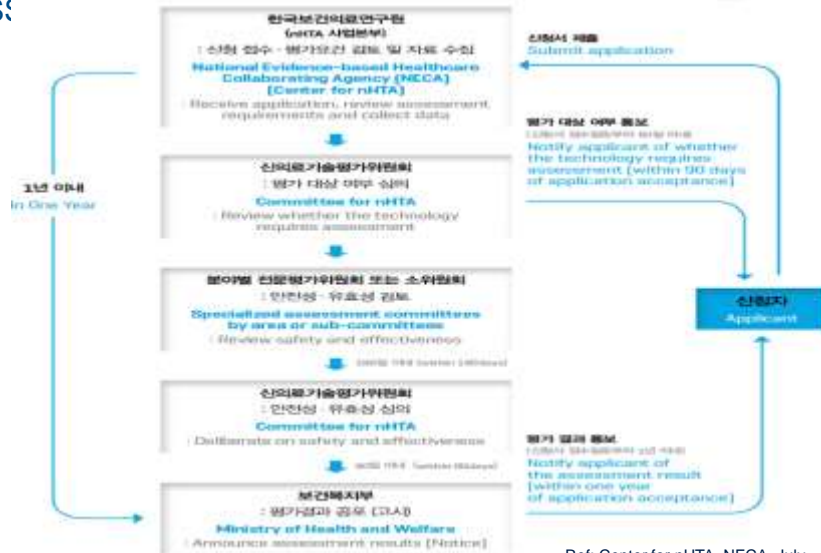 한국보건의료연구원
(nHTA 사업본부)
: 신청 접수 · 평가요건 검토 및 자료 수집
National Evidence-based Healthcare
Collaborating Agency (NECA)
(Center for nHTA)
: Receive application, review assessment
requirements and collect data
신청서 제출
Submit application
평가 대상 여부 통보
Notify applicant of whether
the technology requires
assessment (within 90 days
of application acceptance)
1년 이내
In One Year
신의료기술평가위원회
: 평가 대상 여부 심의
Committee for nHTA
: Review whether the technology
requires assessment
분야별 전문평가위원회 또는 소위원회
: 안전성 · 유효성 검토
Specialized assessment committees
by area or sub-committees
: Review safety and effectiveness
신청자
Applicant
신의료기술평가위원회
: 안전성 · 유효성 심의
Committee for nHTA
: Deliberate on safety and effectiveness
평가 결과 통보
Notify applicant of
the assessment result
(within one year
of application acceptance)
보건복지부
: 평가결과 공포 (고시)
Ministry of Health and Welfare
: Announce assessment results (Notice)